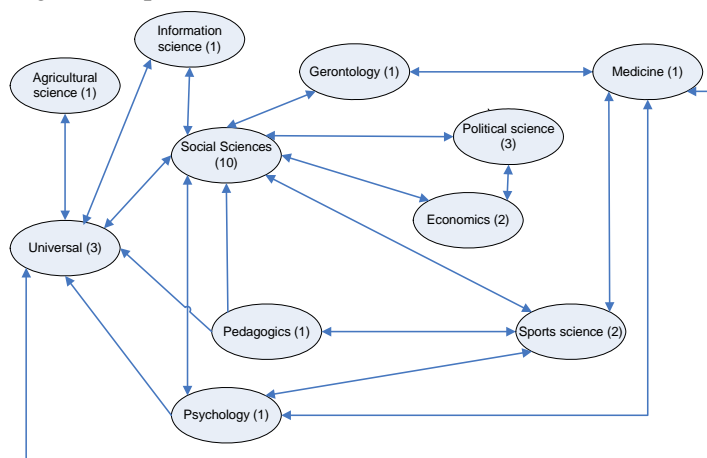 Information
science (1)
Agricultural
science (1)
Gerontology (1)
Medicine (1)
Social Sciences
(10)
Political science
(3)
Economics (2)
Universal (3)
Pedagogics (1)
Sports science (2)
Psychology (1)